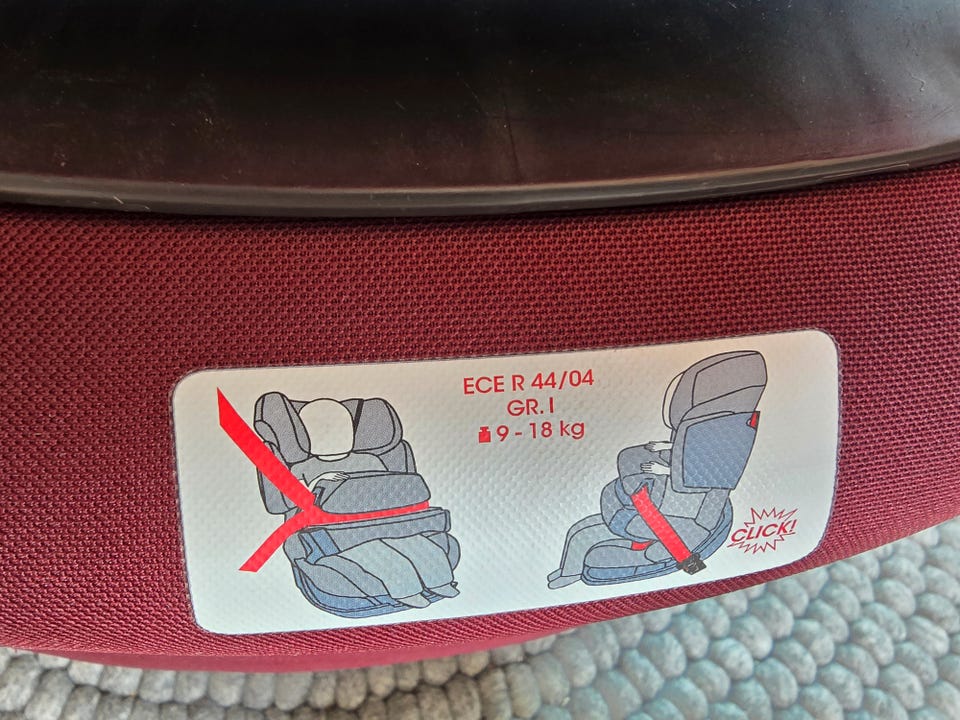 ECE R 44/04
GR. I
9 - 18 kg
CLICK!